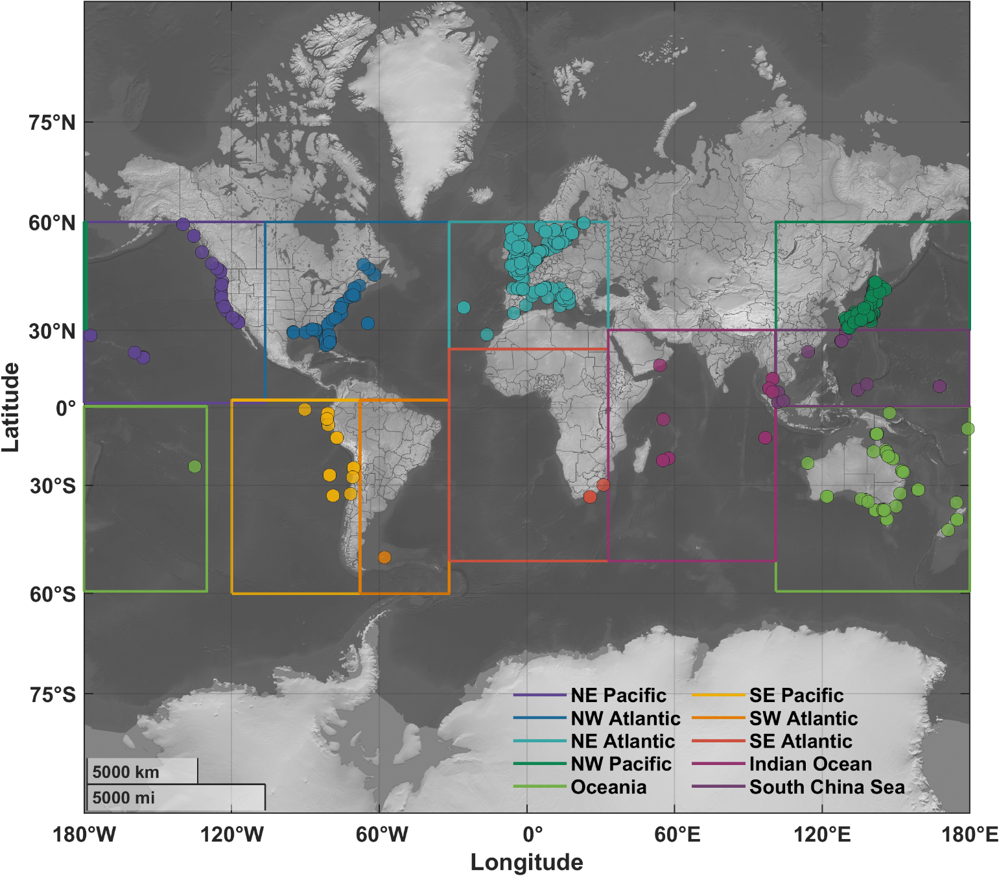 75°N
60°N
30°N
0°
30°S
60°S
75°S
Latitude
NE Pacific
NW Atlantic
NE Atlantic
NW Pacific
Oceania
SE Pacific
SW Atlantic
SE Atlantic
Indian Ocean
South China Sea
5000 km
5000 mi
180°W 120°W 60°W 0° 60°E 120°E 180°E
Longitude